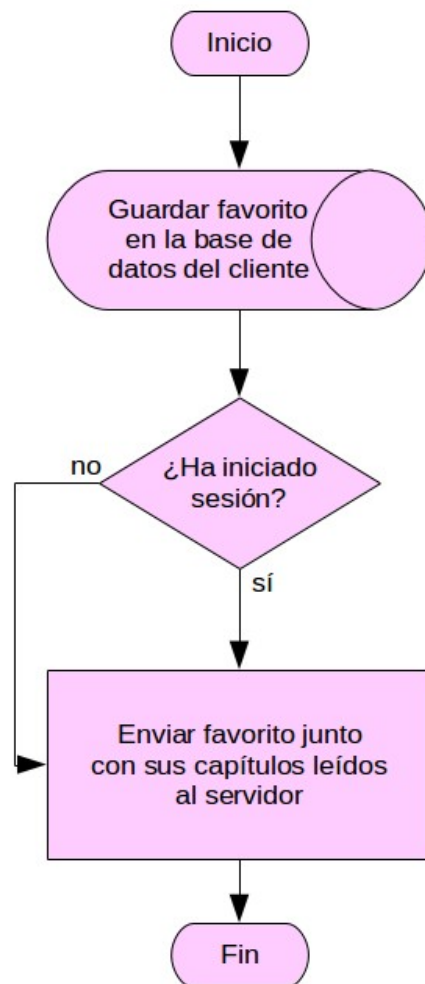 Inicio
Guardar favorito
en la base de
datos del cliente
no
¿Ha iniciado
sesión?
sí
Enviar favorito junto
con sus capítulos leídos
al servidor
Fin